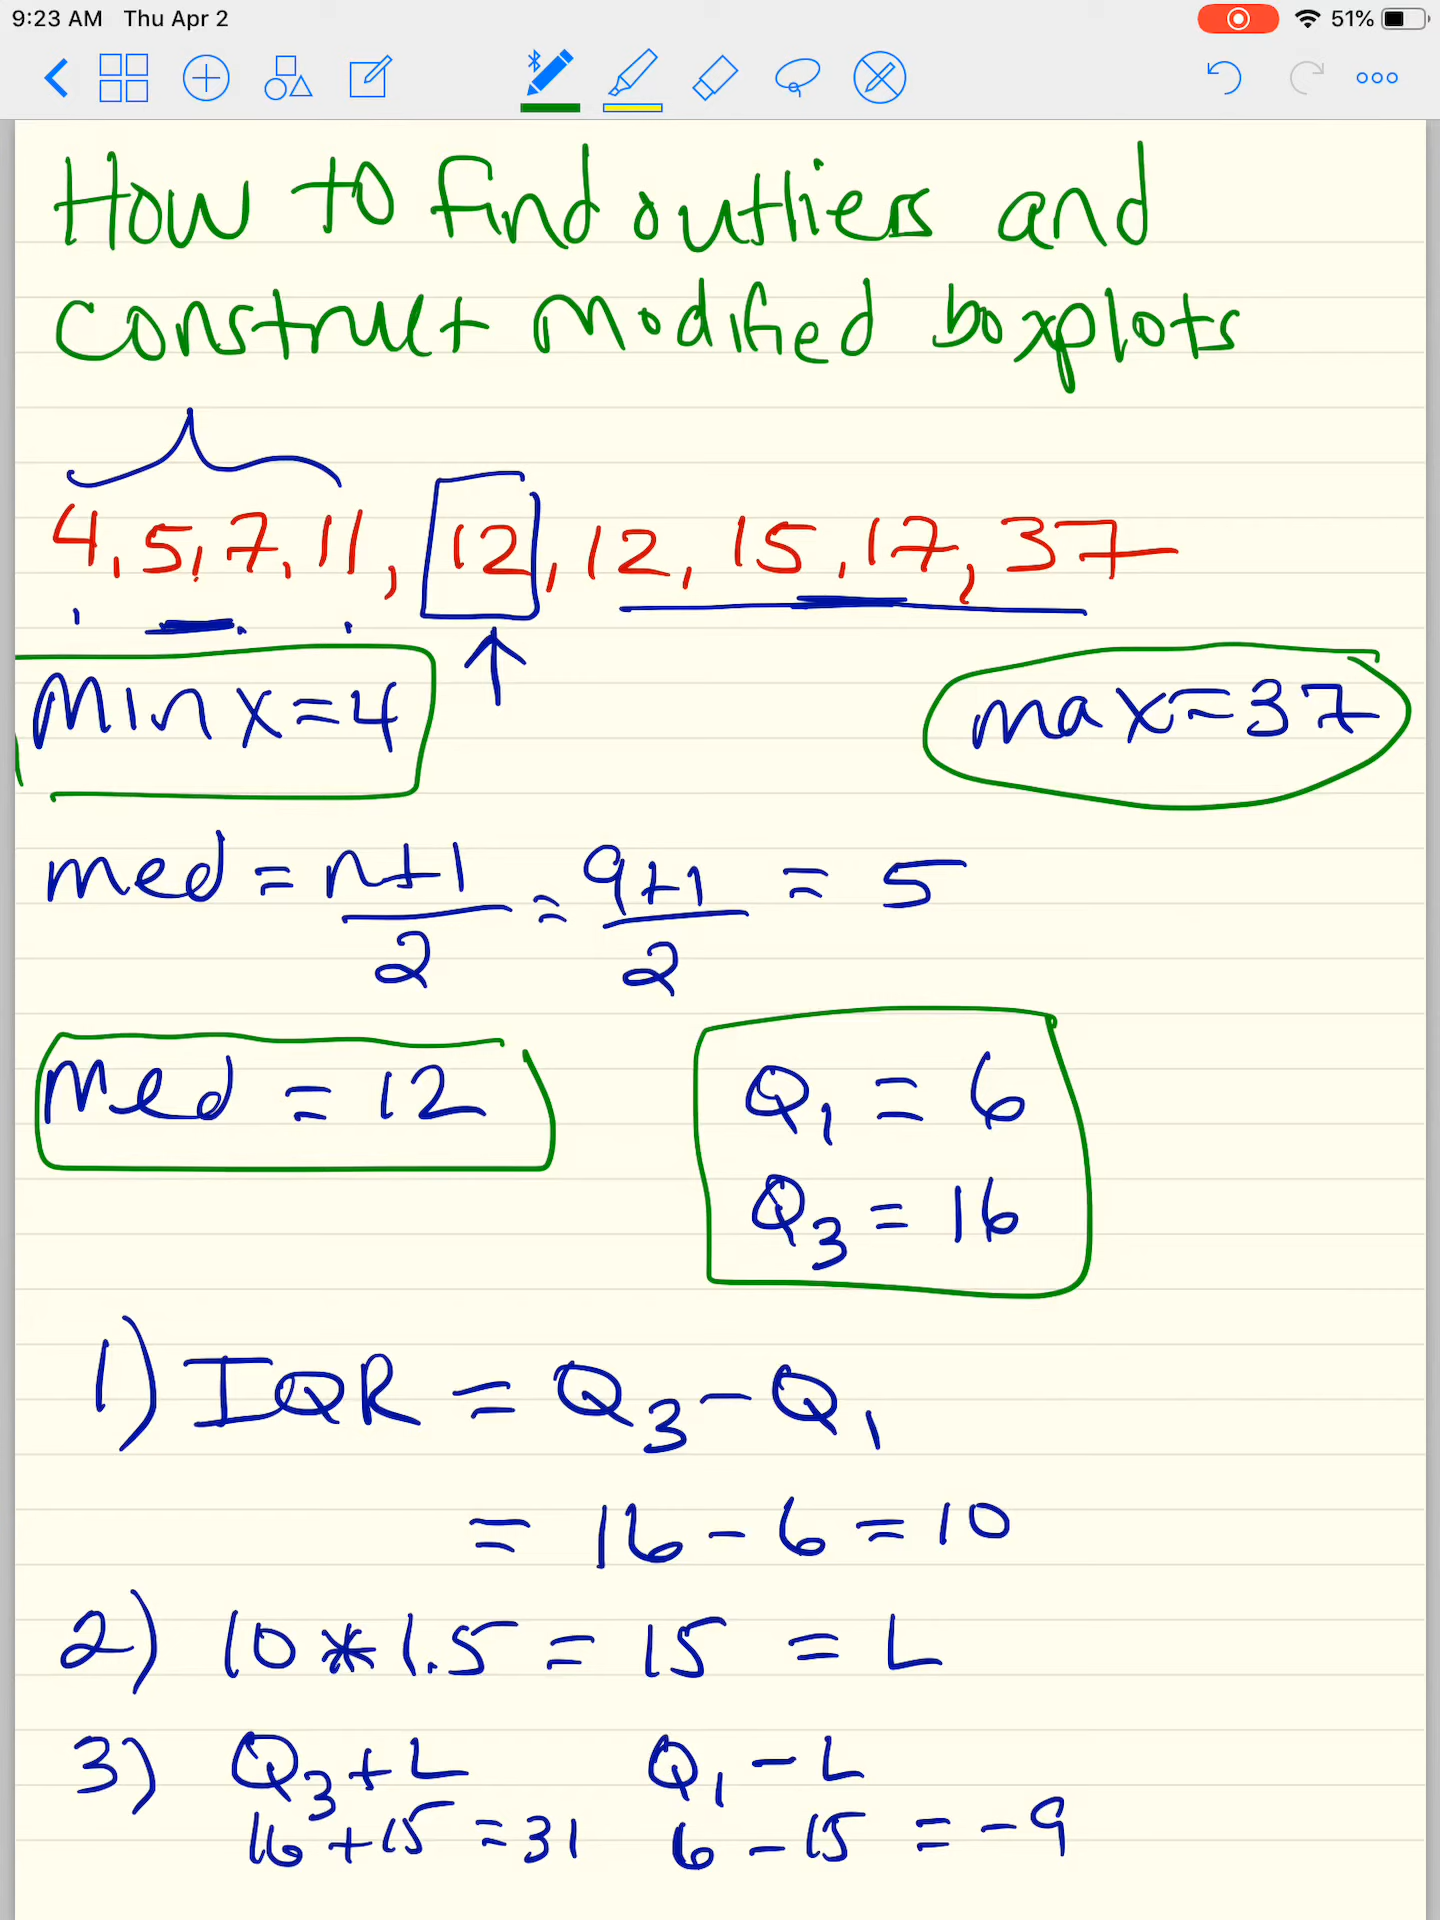 9:23 AM Thu Apr 2 51%
How to find outliers and
construct modified boxplots
4, 5, 7, 11, 12, 12, 15, 17, 37
Min x=4 max=37
med = n+1/2 = 9+1/2 = 5
Med = 12
Q₁ = 6
Q₃ = 16
1) IQR = Q₃ - Q₁
= 16 - 6 = 10
2) 10 * 1.5 = 15 = L
3) Q₃ + L Q₁ - L
16 + 15 = 31 6 - 15 = -9